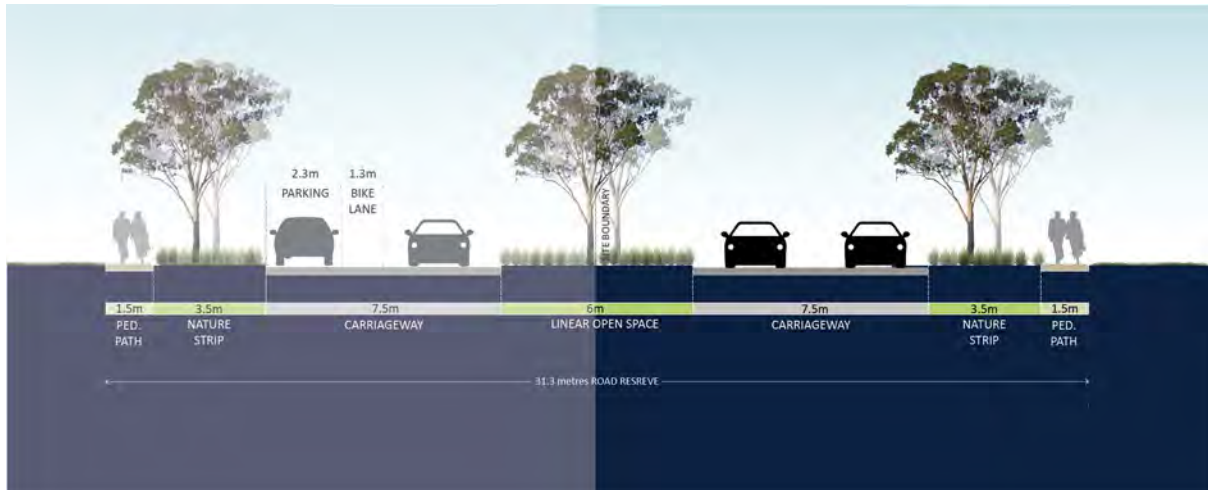 2.3m
PARKING
1.3m
BIKE
LANE
SITE BOUNDARY
1.5m
3.5m
7.5m
6m
7.5m
3.5m
1.5m
PED.
PATH
NATURE
STRIP
CARRIAGEWAY
LINEAR OPEN SPACE
CARRIAGEWAY
NATURE
STRIP
PED.
PATH
31.3 metres ROAD RESREVE